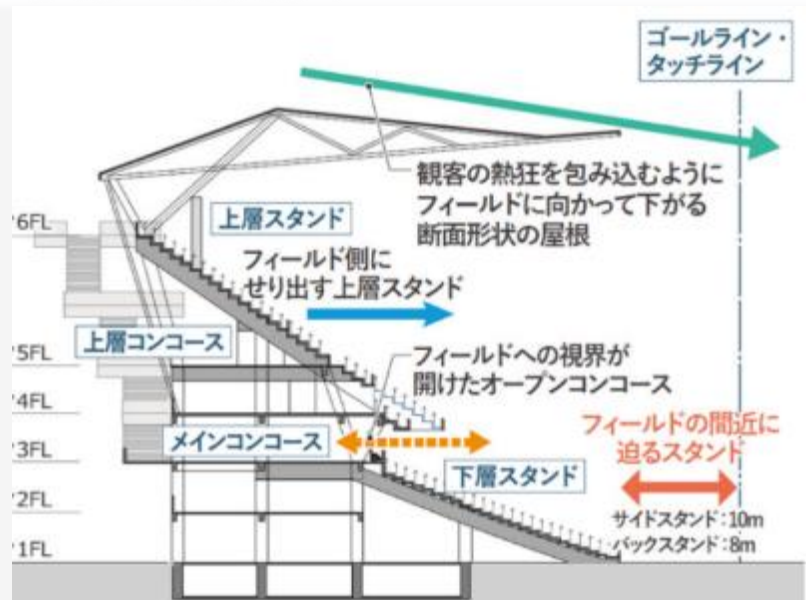 ゴールライン・
タッチライン
観客の熱狂を包み込むように
フィールドに向かって下がる
断面形状の屋根
上層スタンド
6FL
フィールド側に
せり出す上層スタンド
上層コンコース
5FL
フィールドへの視界が
開けたオープンコンコース
4FL
メインコンコース
フィールドの間近に
迫るスタンド
3FL
下層スタンド
サイドスタンド:10m
バックスタンド:8m
2FL
1FL